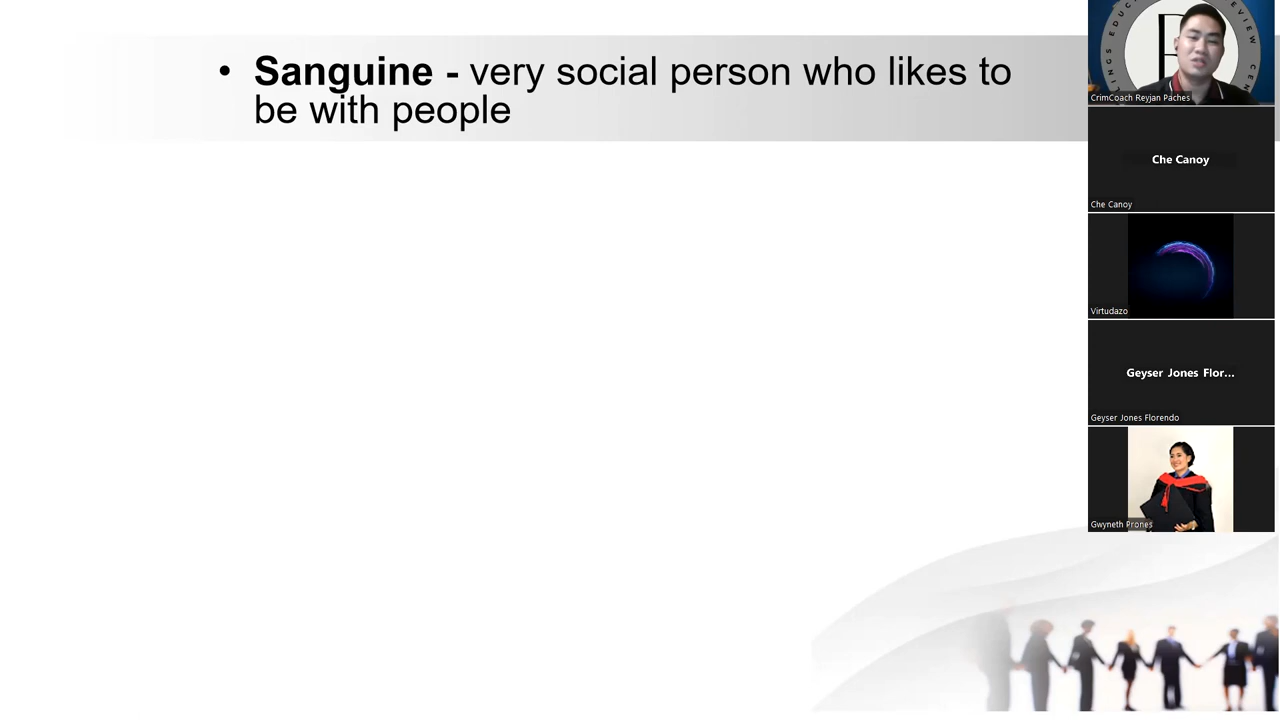 • Sanguine - very social person who likes to
be with people
CrimCoach Reyjan Paches
Che Canoy
Che Canoy
Virtudazo
Geyser Jones Flor...
Geyser Jones Florendo
Gwyneth Prones